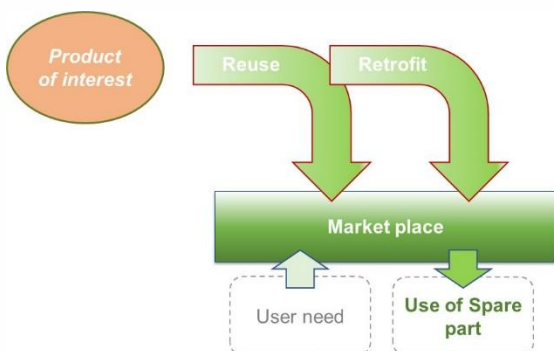 Product
of interest
Reuse
Retrofit
Market place
User need
Use of Spare
part